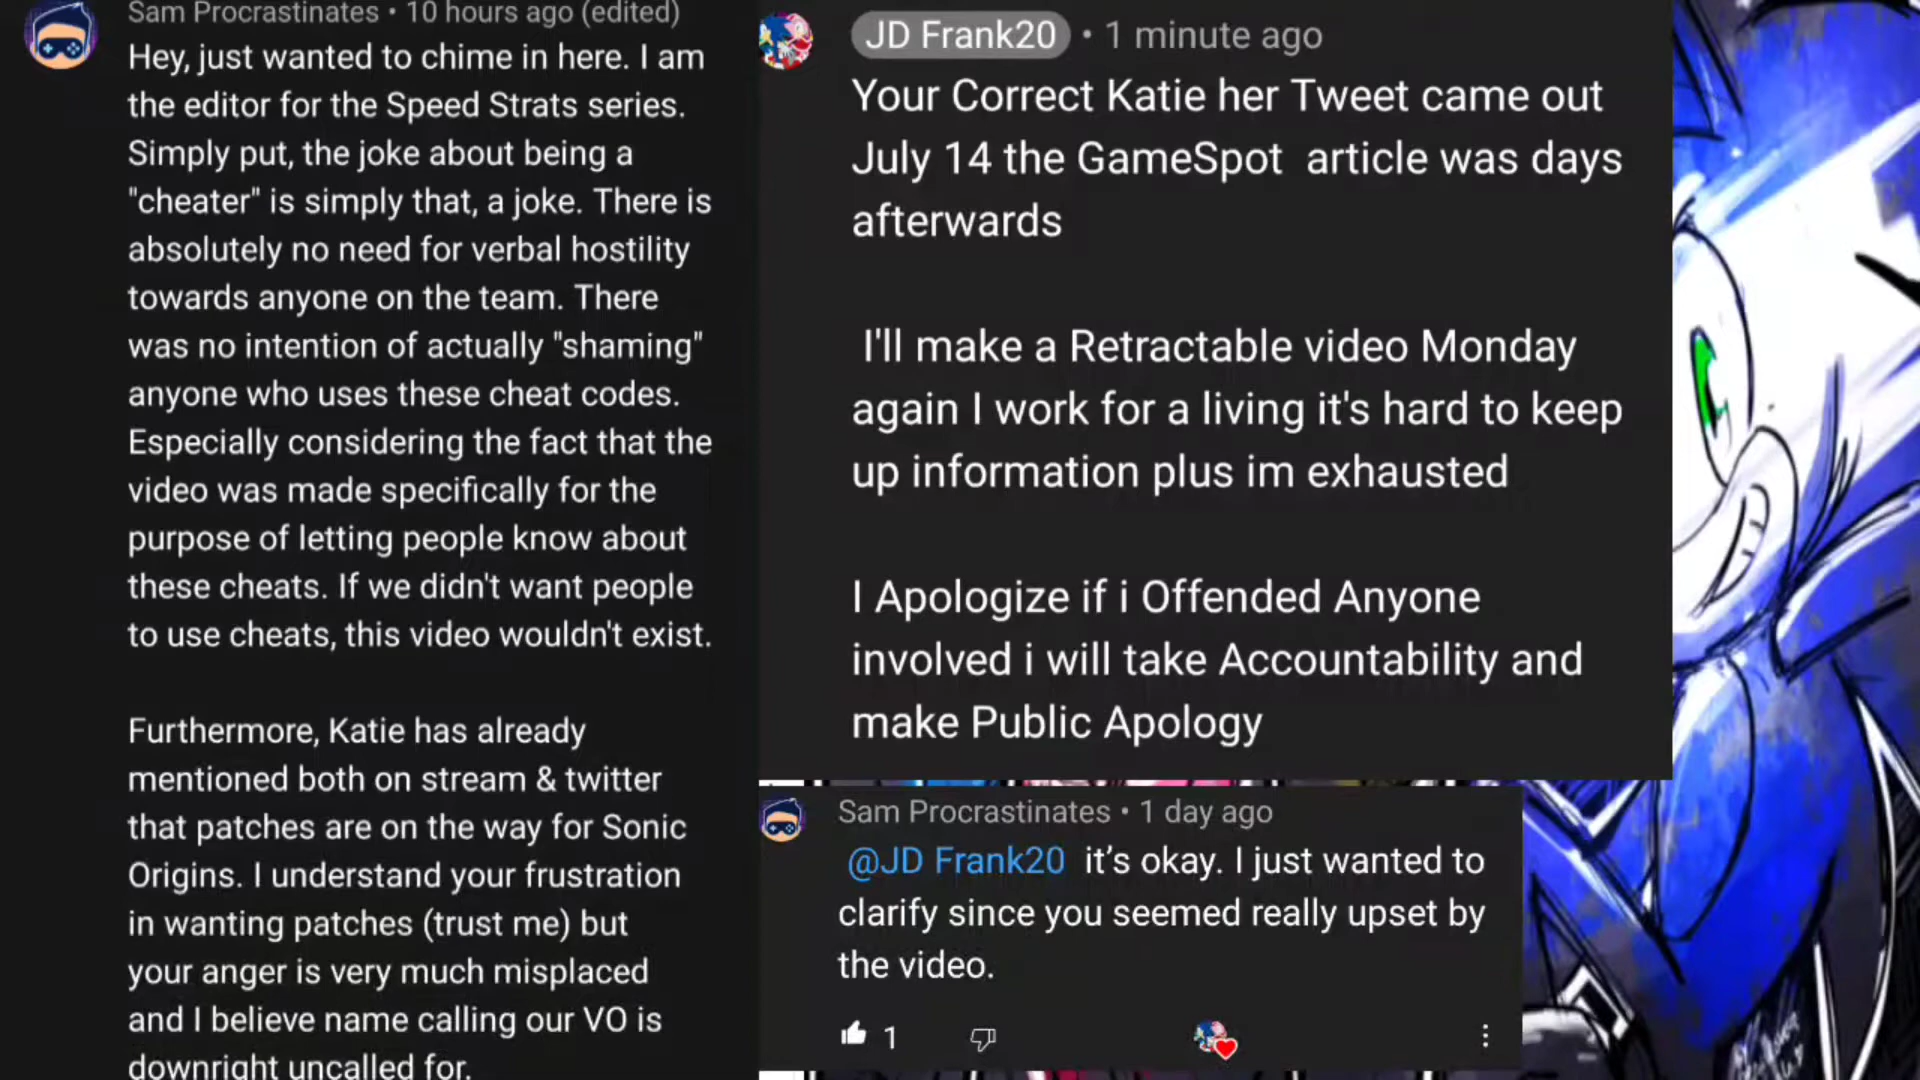 Sam Procrastinates • 10 hours ago (edited)
Hey, just wanted to chime in here. I am
the editor for the Speed Strats series.
Simply put, the joke about being a
"cheater" is simply that, a joke. There is
absolutely no need for verbal hostility
towards anyone on the team. There
was no intention of actually "shaming"
anyone who uses these cheat codes.
Especially considering the fact that the
video was made specifically for the
purpose of letting people know about
these cheats. If we didn't want people
to use cheats, this video wouldn't exist.
Furthermore, Katie has already
mentioned both on stream & twitter
that patches are on the way for Sonic
Origins. I understand your frustration
in wanting patches (trust me) but
your anger is very much misplaced
and I believe name calling our VO is
downright uncalled for.
JD Frank20 • 1 minute ago
Your Correct Katie her Tweet came out
July 14 the GameSpot article was days
afterwards
I'll make a Retractable video Monday
again I work for a living it's hard to keep
up information plus im exhausted
I Apologize if i Offended Anyone
involved i will take Accountability and
make Public Apology
Sam Procrastinates • 1 day ago
@JD Frank20 it’s okay. I just wanted to
clarify since you seemed really upset by
the video.
1